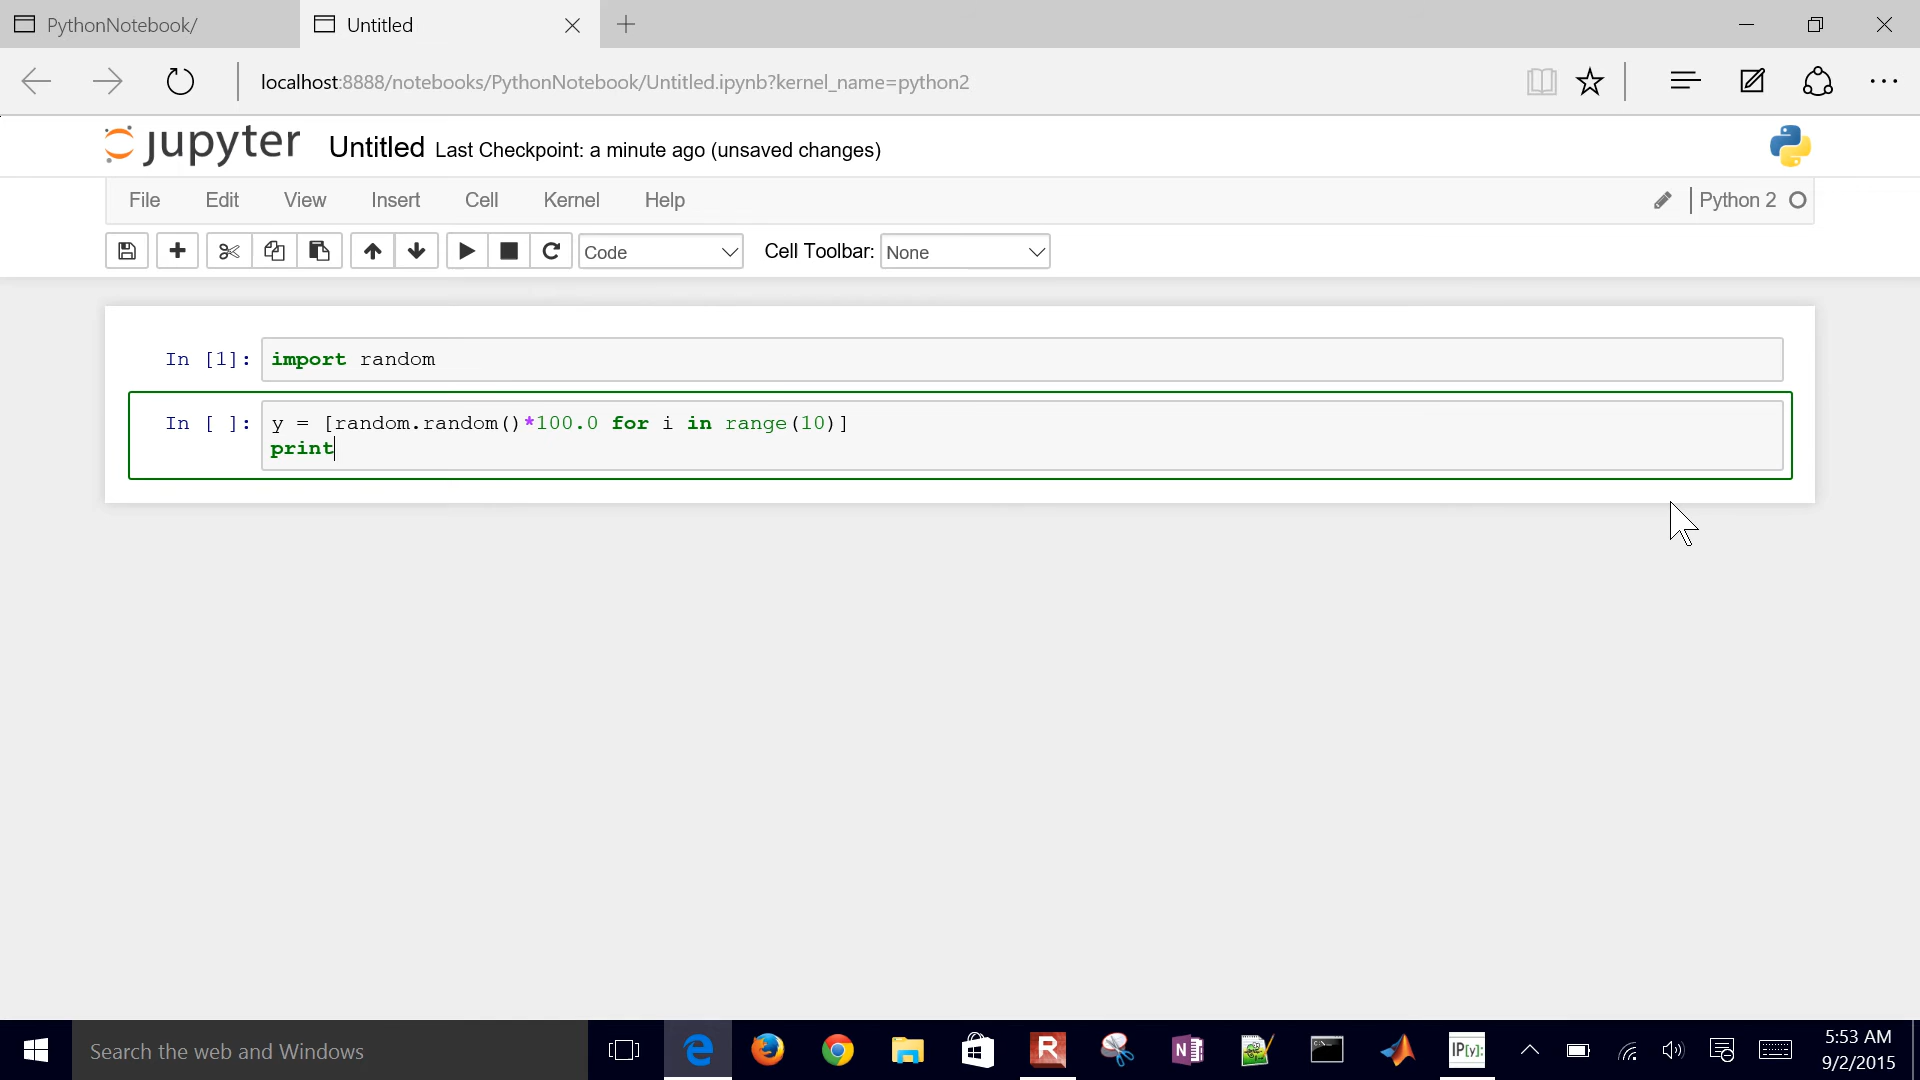 PythonNotebook/
Untitled
localhost:8888/notebooks/PythonNotebook/Untitled.ipynb?kernel_name=python2
jupyter Untitled Last Checkpoint: a minute ago (unsaved changes)
File Edit View Insert Cell Kernel Help Python 2
Code Cell Toolbar: None
In [1]: import random
In [ ]: y = [random.random()*100.0 for i in range(10)]
print
Search the web and Windows
R
N
C:\_
IP[y]:
5:53 AM
9/2/2015